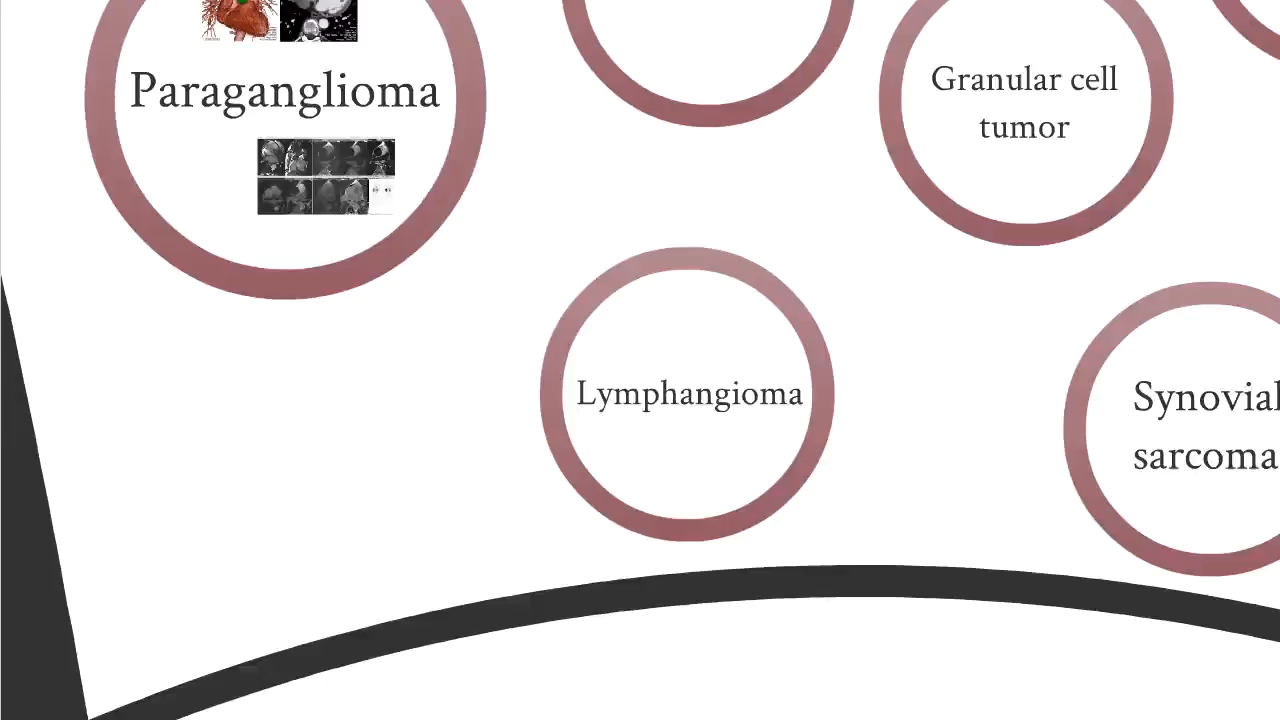 Paraganglioma
Granular cell
tumor
Lymphangioma
Synovial
sarcoma